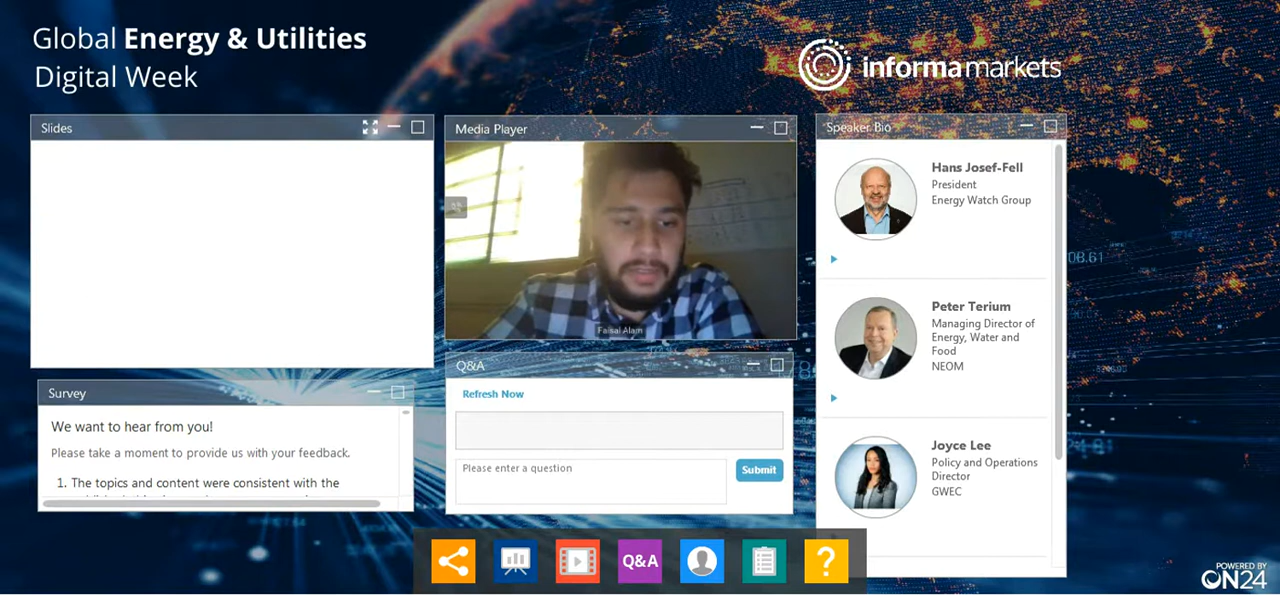 Global Energy & Utilities
Digital Week
informa markets
Slides
Media Player
Faisal Alam
Speaker Bio
Hans Josef-Fell
President
Energy Watch Group
Peter Terium
Managing Director of
Energy, Water and
Food
NEOM
Joyce Lee
Policy and Operations
Director
GWEC
Survey
We want to hear from you!
Please take a moment to provide us with your feedback.
1. The topics and content were consistent with the
Q&A
Refresh Now
Please enter a question
Submit
Q&A
?
POWERED BY
ON24